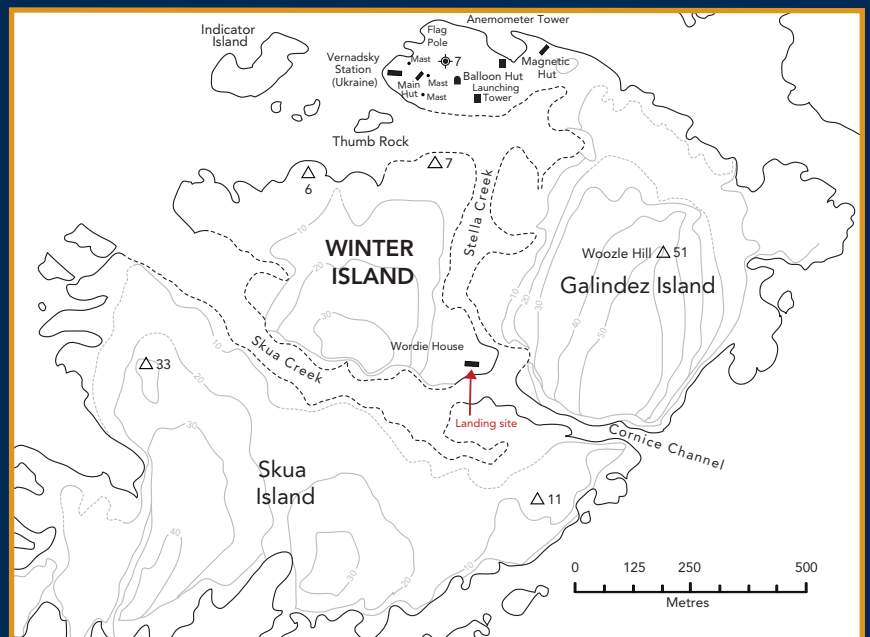 Anemometer Tower
Indicator
Island
Flag
Pole
Vernadsky
Station
(Ukraine)
Mast
7
Magnetic
Hut
Main
Hut
Mast
Mast
Balloon Hut
Launching
Tower
Thumb Rock
6
7
Stella Creek
10
WINTER
ISLAND
20
30
Woozle Hill
51
Galindez Island
10
20
30
40
50
Wordie House
Skua Creek
10
33
20
30
Landing site
Cornice Channel
Skua
Island
11
40
30
20
10
0
125
250
500
Metres